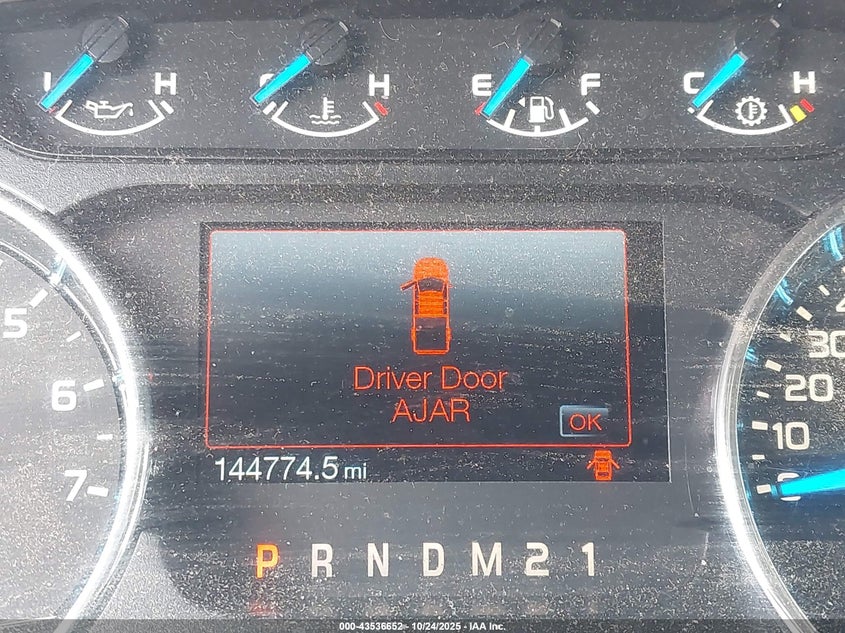 H H E F C H
5
6
7
Driver Door
AJAR
OK
144774.5 mi
30
20
10
0
P R N D M 2 1
000-43536652 - 10/24/2025 - IAA Inc.